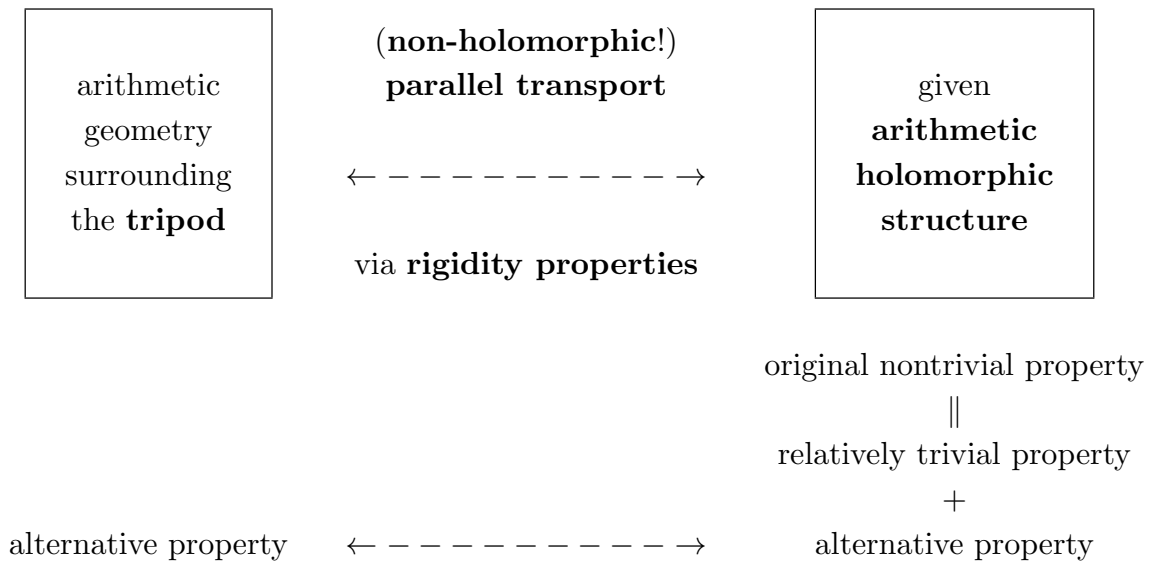 arithmetic
geometry
surrounding
the tripod
(non-holomorphic!)
parallel transport
←−−−−−−−−−−→
via rigidity properties
given
arithmetic
holomorphic
structure
original nontrivial property
∥
relatively trivial property
+
alternative property ←−−−−−−−−−−→ alternative property